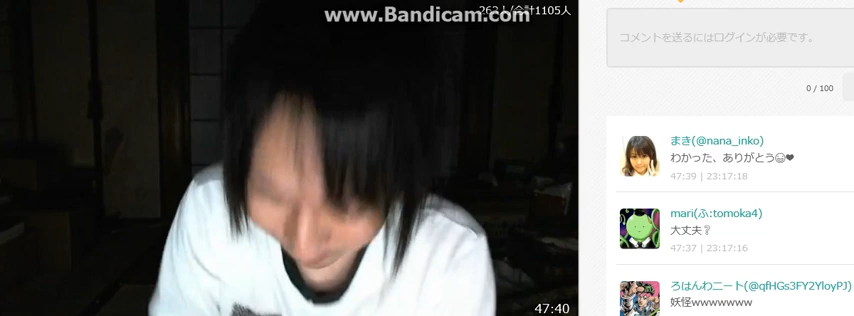 www.Bandicam.com
262人/合計1105人
コメントを送るにはログインが必要です。
0 / 100
まき(@nana_inko)
わかった、ありがとう😄❤
47:39 | 23:17:18
mari(ふ:tomoka4)
大丈夫❔
47:37 | 23:17:16
ろはんわニート(@qfHGs3FY2YloyPJ)
妖怪wwwwwww
47:40